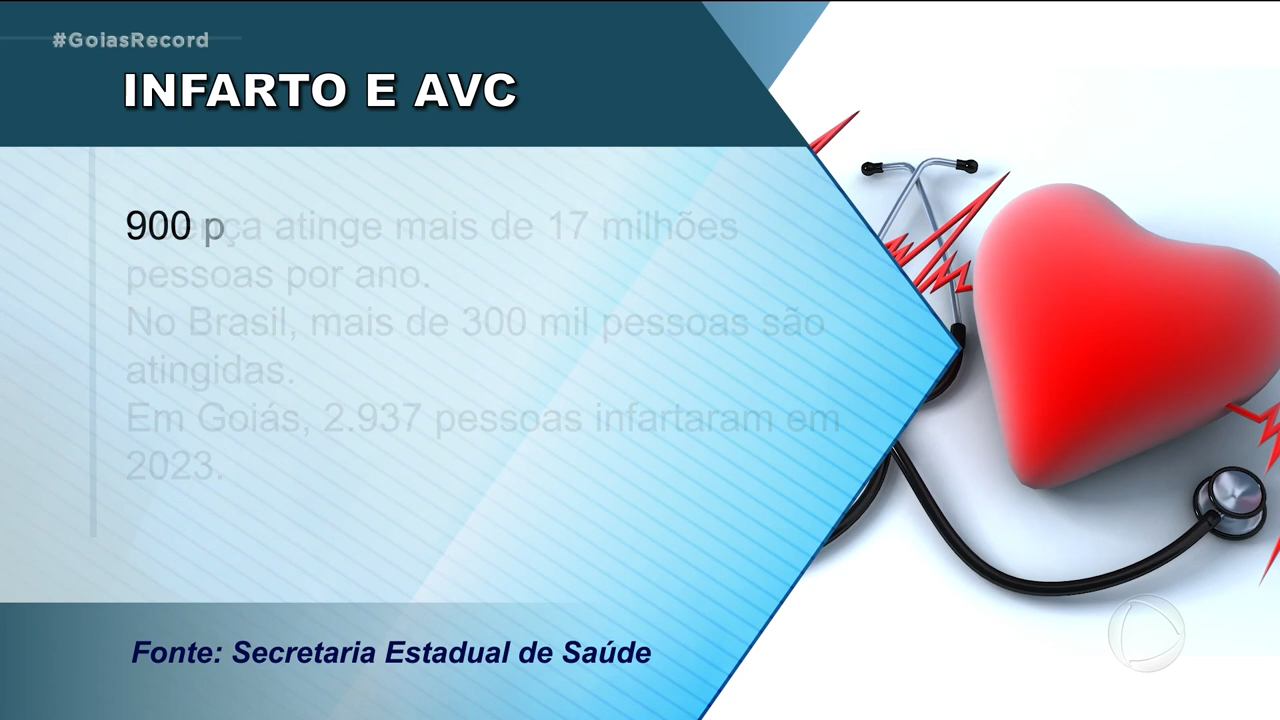 #GoiasRecord
INFARTO E AVC
900 p
atinge mais de 17 milhões
pessoas por ano.
No Brasil, mais de 300 mil pessoas são
atingidas.
Em Goiás, 2.937 pessoas infartaram em
2023.
Fonte: Secretaria Estadual de Saúde